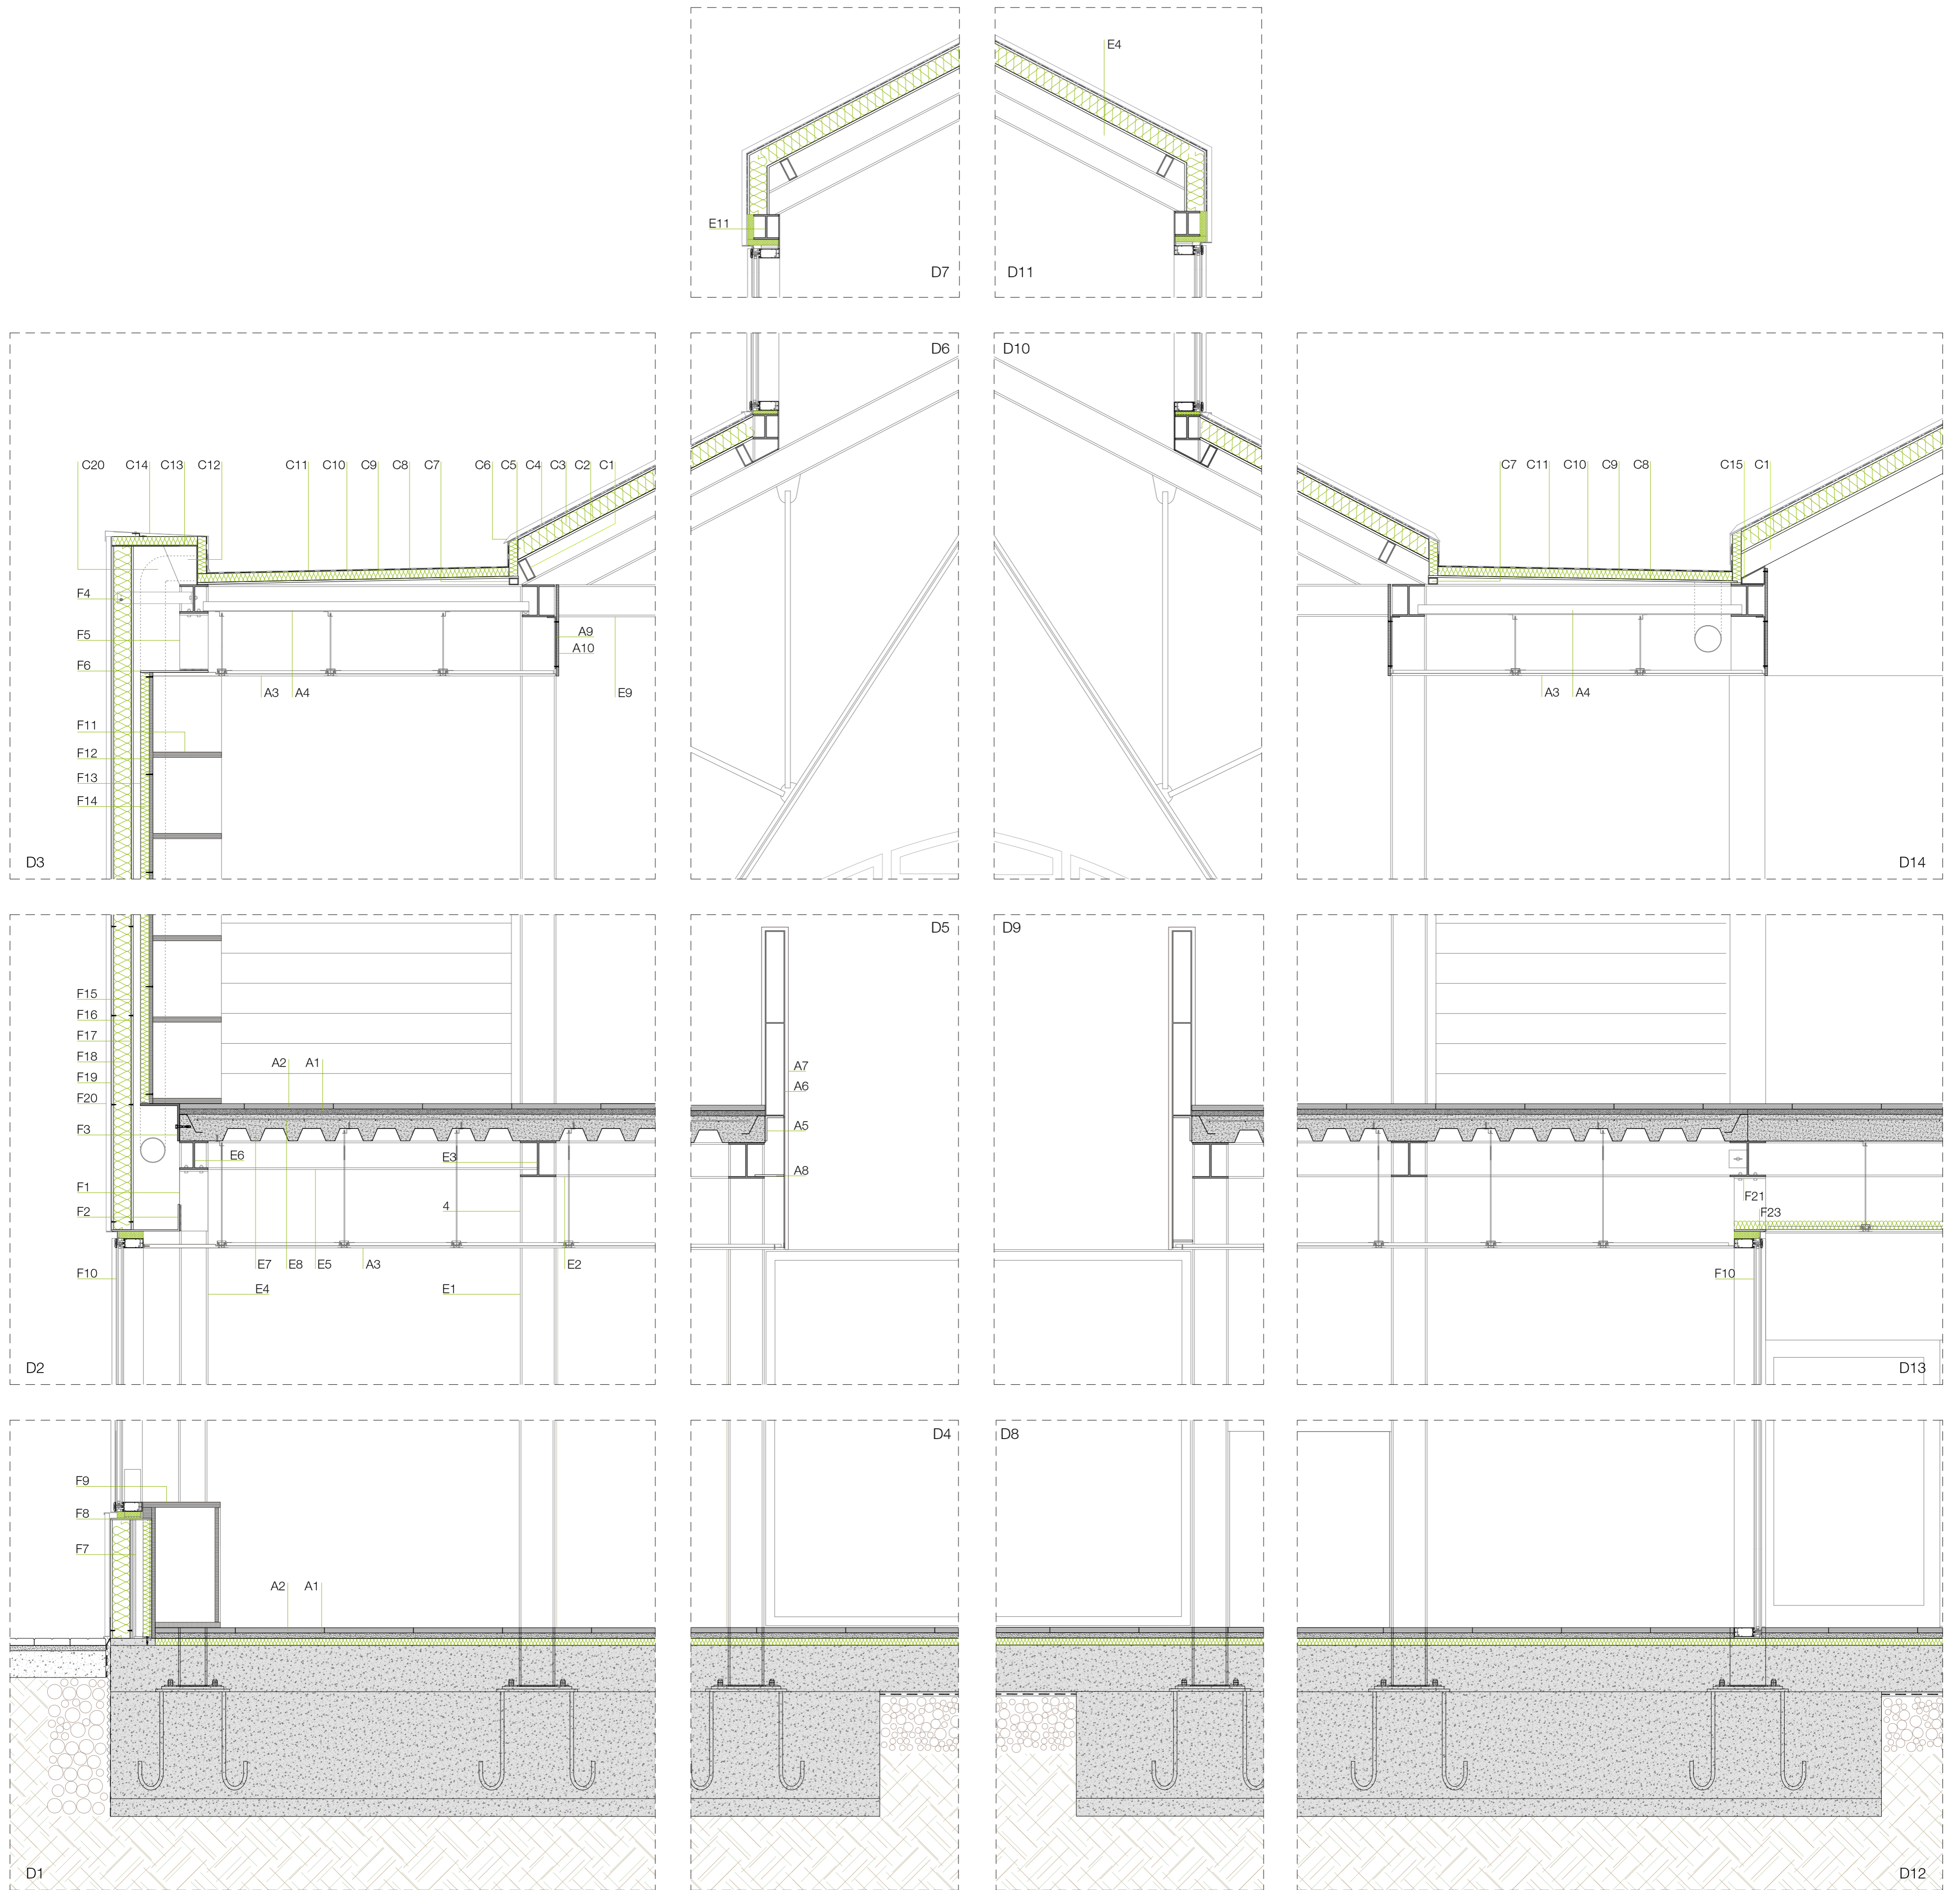 E4
E11
D7
D11
D6
D10
C20 C14 C13 C12 C11 C10 C9 C8 C7 C6 C5 C4 C3 C2 C1
C7 C11 C10 C9 C8 C15 C1
F4
F5
A9
F6
A10
A3 A4
E9
A3 A4
F11
F12
F13
F14
D3
D14
D5
D9
F15
F16
F17
F18
A2 A1
A7
F19
A6
F20
F3
A5
E6
E3
A8
F1
F21
4
F2
F23
E7 E8 E5 A3 E2
F10
F10
E4
E1
D2
D13
D4
D8
F9
F8
F7
A2 A1
D1
D12